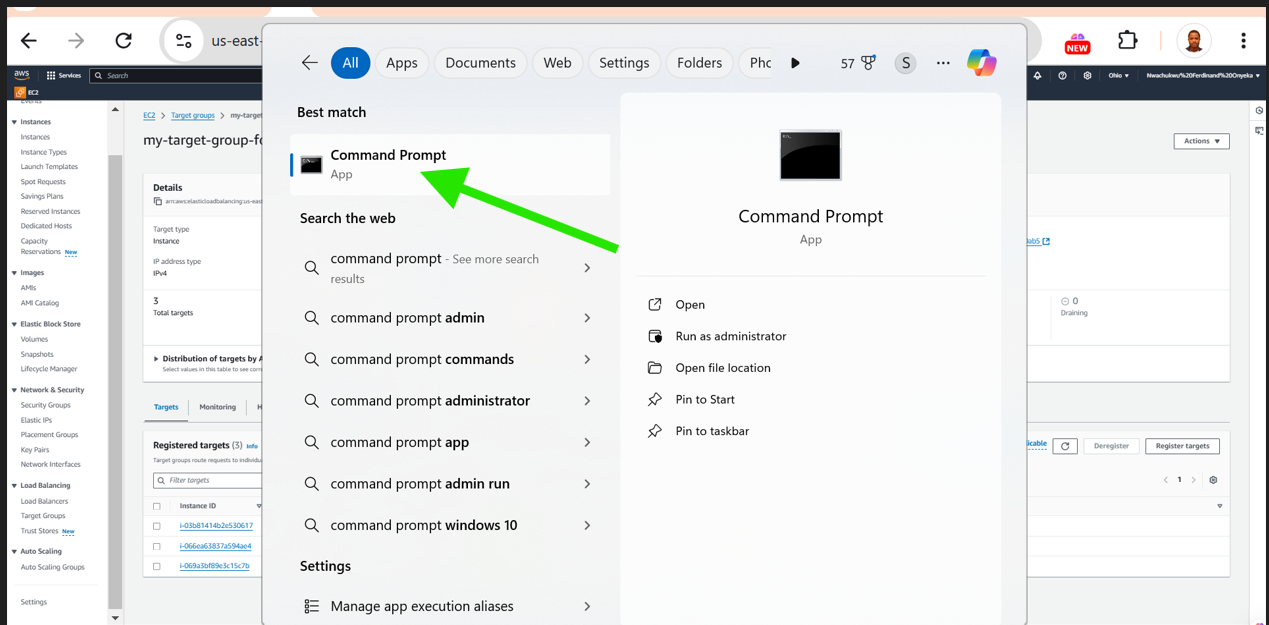 us-east-
NEW
aws
Services
Search
Ohio
Nwachukwu%20Ferdinand%20Onyeka
EC2
Events
Instances
Instances
Instance Types
Launch Templates
Spot Requests
Savings Plans
Reserved Instances
Dedicated Hosts
Capacity
Reservations New
Images
AMIs
AMI Catalog
Elastic Block Store
Volumes
Snapshots
Lifecycle Manager
Network & Security
Security Groups
Elastic IPs
Placement Groups
Key Pairs
Network Interfaces
Load Balancing
Load Balancers
Target Groups
Trust Stores New
Auto Scaling
Auto Scaling Groups
Settings
EC2 > Target groups > my-target
my-target-group-fo
Actions
Details
arn:aws:elasticloadbalancing:us-east
Target type
Instance
IP address type
IPv4
3
Total targets
0
Draining
Distribution of targets by A
Select values in this table to see corr
Targets
Monitoring
H
Registered targets (3) Info
Target groups route requests to individu
Filter targets
Deregister
Register targets
1
Instance ID
i-03b81414b2e530617
i-066ea63837a594ae4
i-069a3bf89e3c15c7b
All
Apps
Documents
Web
Settings
Folders
Pho
57
S
Best match
Command Prompt
App
Search the web
command prompt - See more search
results
command prompt admin
command prompt commands
command prompt administrator
command prompt app
command prompt admin run
command prompt windows 10
Settings
Manage app execution aliases
Command Prompt
App
Open
Run as administrator
Open file location
Pin to Start
Pin to taskbar